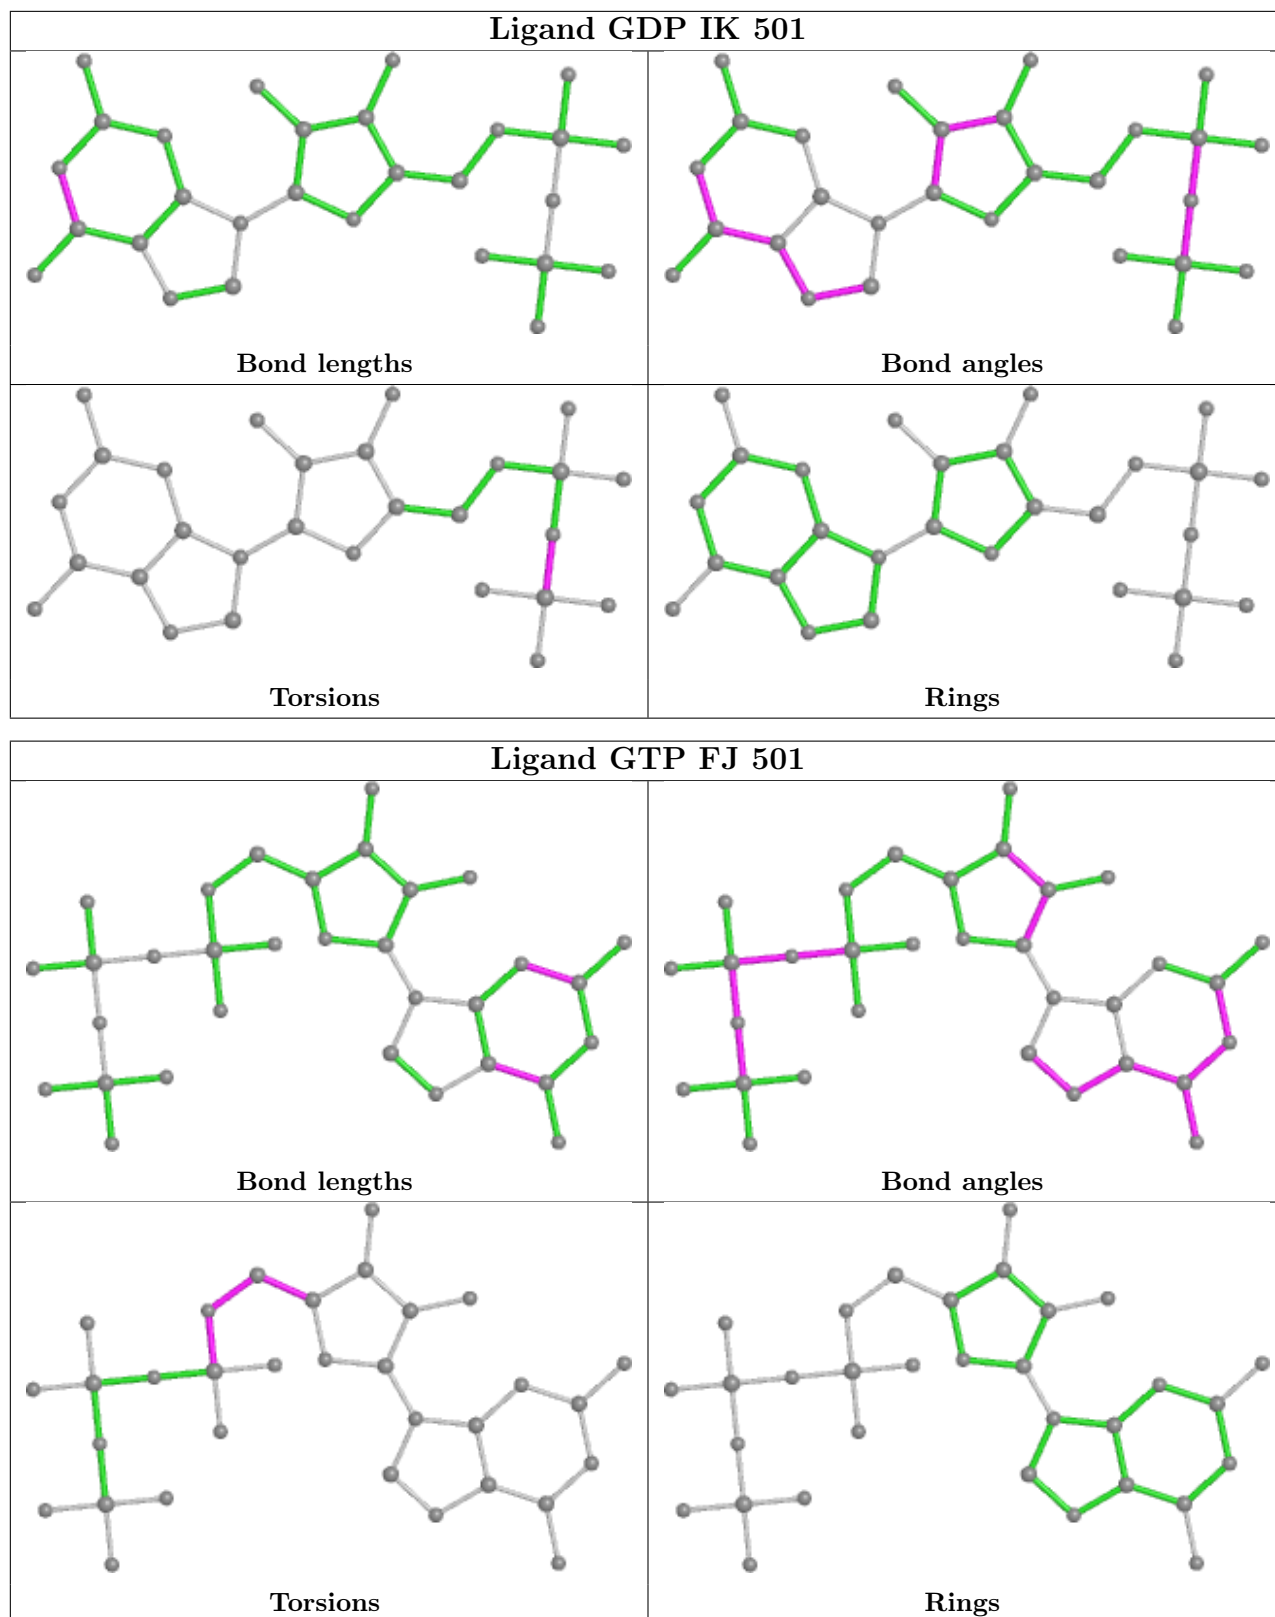 Ligand GDP IK 501
Bond lengths
Bond angles
Torsions
Rings
Ligand GTP FJ 501
Bond lengths
Bond angles
Torsions
Rings